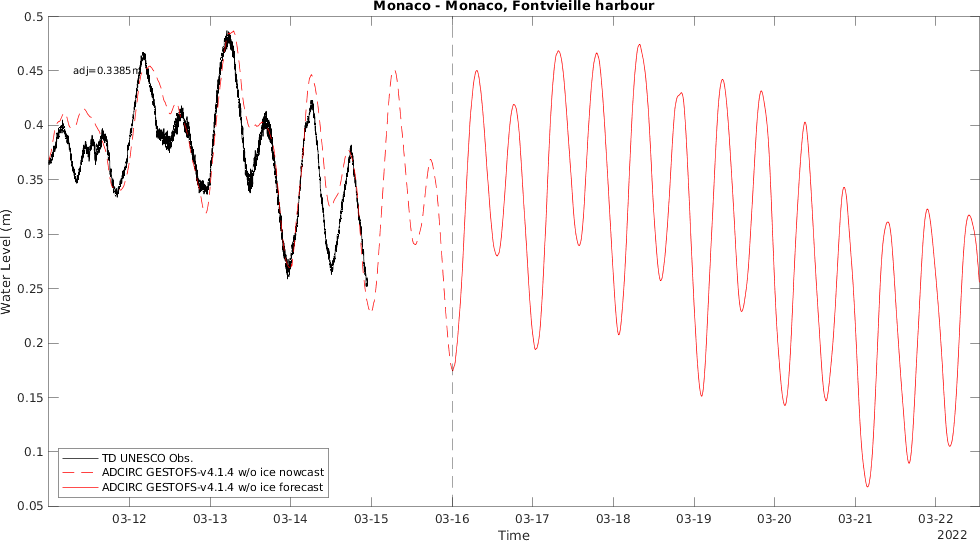 Monaco - Monaco, Fontvieille harbour
0.5
0.45
0.4
0.35
0.3
0.25
0.2
0.15
0.1
0.05
Water Level (m)
adj=0.3385m
TD UNESCO Obs.
ADCIRC GESTOFS-v4.1.4 w/o ice nowcast
ADCIRC GESTOFS-v4.1.4 w/o ice forecast
03-12 03-13 03-14 03-15 03-16 03-17 03-18 03-19 03-20 03-21 03-22
Time
2022